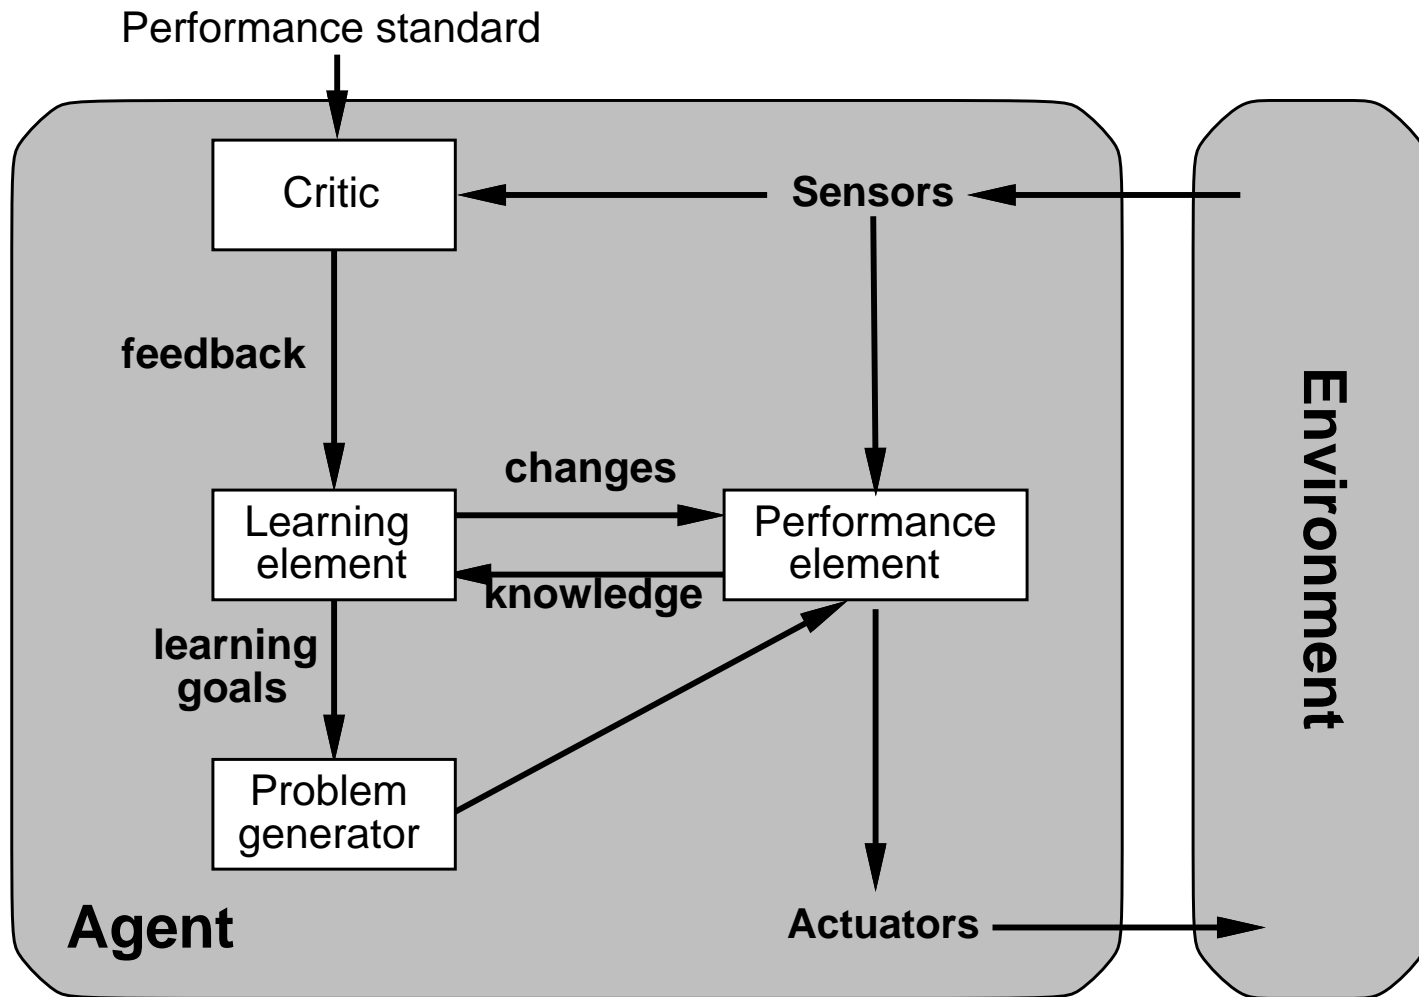 Performance standard
Critic
Sensors
feedback
changes
Learning
element
Performance
element
knowledge
learning
goals
Problem
generator
Agent
Actuators
Environment